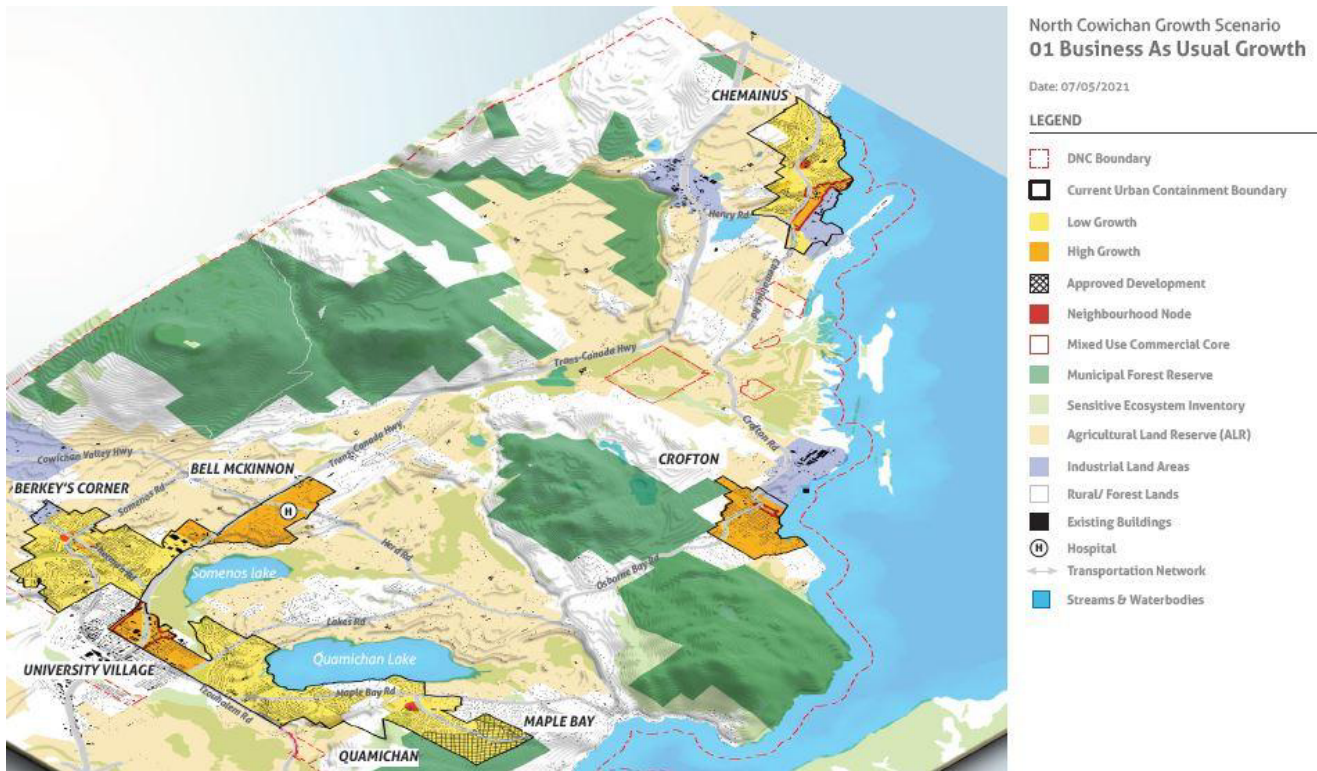 North Cowichan Growth Scenario
01 Business As Usual Growth
Date: 07/05/2021
LEGEND
DNC Boundary
Current Urban Containment Boundary
Low Growth
High Growth
Approved Development
Neighbourhood Node
Mixed Use Commercial Core
Municipal Forest Reserve
Sensitive Ecosystem Inventory
Agricultural Land Reserve (ALR)
Industrial Land Areas
Rural/ Forest Lands
Existing Buildings
H
Hospital
Transportation Network
Streams & Waterbodies
CHEMAINUS
Henry Rd
Chemainus Rd
Trans-Canada Hwy
Crofton Rd
Cowichan Valley Hwy
Trans-Canada Hwy
BELL MCKINNON
CROFTON
BERKEY'S CORNER
Somenos Rd
H
Herd Rd
Osborne Bay Rd
Somenos lake
Lakes Rd
UNIVERSITY VILLAGE
Quamichan Lake
Tzouhalem Rd
Maple Bay Rd
MAPLE BAY
QUAMICHAN